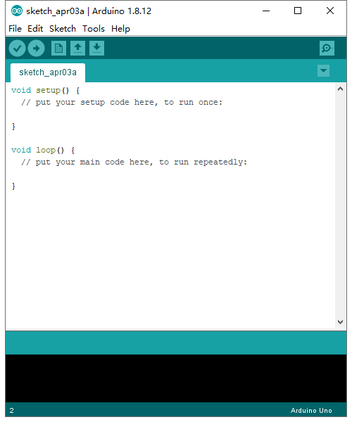 sketch_apr03a | Arduino 1.8.12
File Edit Sketch Tools Help
sketch_apr03a
void setup() {
  // put your setup code here, to run once:
}
void loop() {
  // put your main code here, to run repeatedly:
}
2 Arduino Uno